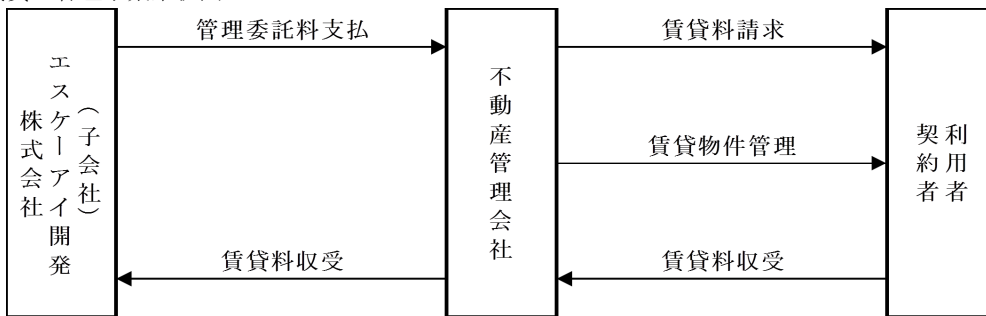 管理委託料支払
賃貸料請求
（子会社）
エスケーアイ開発
株式会社
不動産管理会社
賃貸物件管理
利用者
契約者
賃貸料収受
賃貸料収受